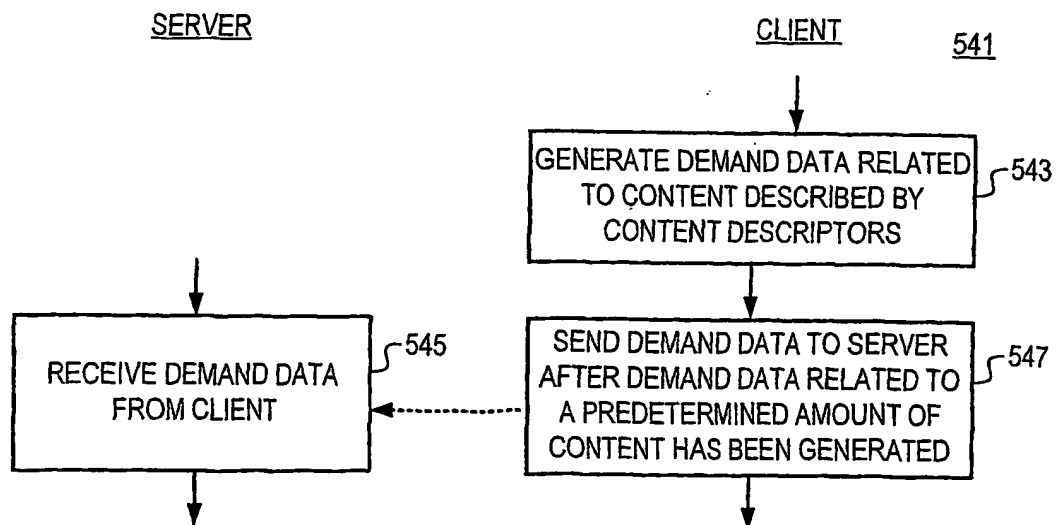 SERVER
CLIENT
541
GENERATE DEMAND DATA RELATED
TO CONTENT DESCRIBED BY
CONTENT DESCRIPTORS
543
RECEIVE DEMAND DATA
FROM CLIENT
545
SEND DEMAND DATA TO SERVER
AFTER DEMAND DATA RELATED TO
A PREDETERMINED AMOUNT OF
CONTENT HAS BEEN GENERATED
547